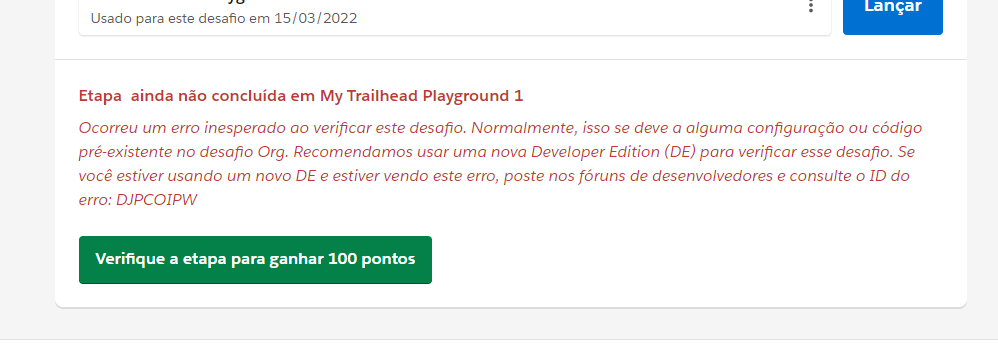 Usado para este desafio em 15/03/2022
Lançar
Etapa  ainda não concluída em My Trailhead Playground 1
Ocorreu um erro inesperado ao verificar este desafio. Normalmente, isso se deve a alguma configuração ou código
pré-existente no desafio Org. Recomendamos usar uma nova Developer Edition (DE) para verificar esse desafio. Se
você estiver usando um novo DE e estiver vendo este erro, poste nos fóruns de desenvolvedores e consulte o ID do
erro: DJPCOIPW
Verifique a etapa para ganhar 100 pontos